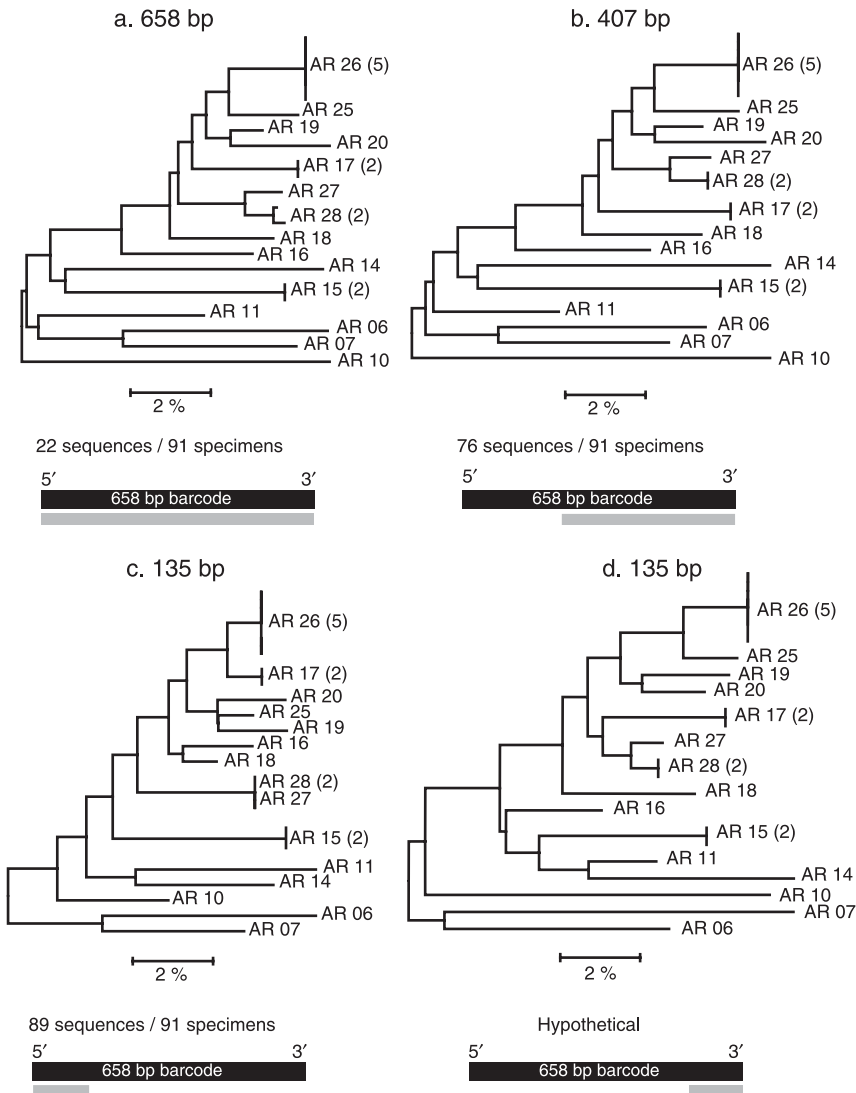 a. 658 bp
AR 26 (5)
AR 25
AR 19
AR 20
AR 17 (2)
AR 27
AR 28 (2)
AR 18
AR 16
AR 14
AR 15 (2)
AR 11
AR 06
AR 07
AR 10
2 %
22 sequences / 91 specimens
5′ 3′
658 bp barcode
b. 407 bp
AR 26 (5)
AR 25
AR 19
AR 20
AR 27
AR 28 (2)
AR 17 (2)
AR 18
AR 16
AR 14
AR 15 (2)
AR 11
AR 06
AR 07
AR 10
2 %
76 sequences / 91 specimens
5′ 3′
658 bp barcode
c. 135 bp
AR 26 (5)
AR 17 (2)
AR 20
AR 25
AR 19
AR 16
AR 18
AR 28 (2)
AR 27
AR 15 (2)
AR 11
AR 14
AR 10
AR 06
AR 07
2 %
89 sequences / 91 specimens
5′ 3′
658 bp barcode
d. 135 bp
AR 26 (5)
AR 25
AR 19
AR 20
AR 17 (2)
AR 27
AR 28 (2)
AR 18
AR 16
AR 15 (2)
AR 11
AR 14
AR 10
AR 07
AR 06
2 %
Hypothetical
5′ 3′
658 bp barcode